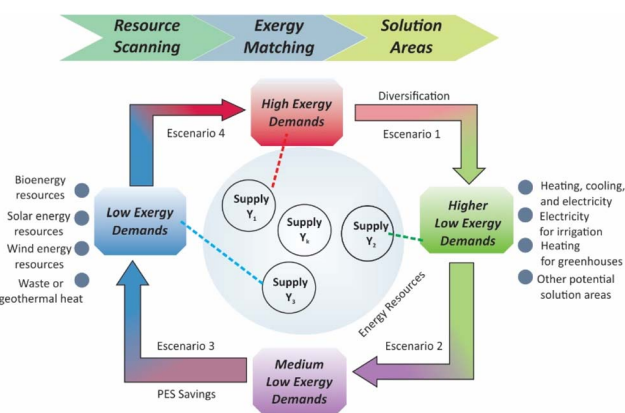 Resource
Scanning
Exergy
Matching
Solution
Areas
High Exergy
Demands
Diversification
Escenario 4
Escenario 1
Bioenergy
resources
Solar energy
resources
Wind energy
resources
Waste or
geothermal heat
Low Exergy
Demands
Supply
Y1
Supply
Yk
Supply
Y2
Supply
Y3
Higher
Low Exergy
Demands
Heating, cooling,
and electricity
Electricity
for irrigation
Heating
for greenhouses
Other potential
solution areas
Energy Resources
Escenario 3
Escenario 2
PES Savings
Medium
Low Exergy
Demands